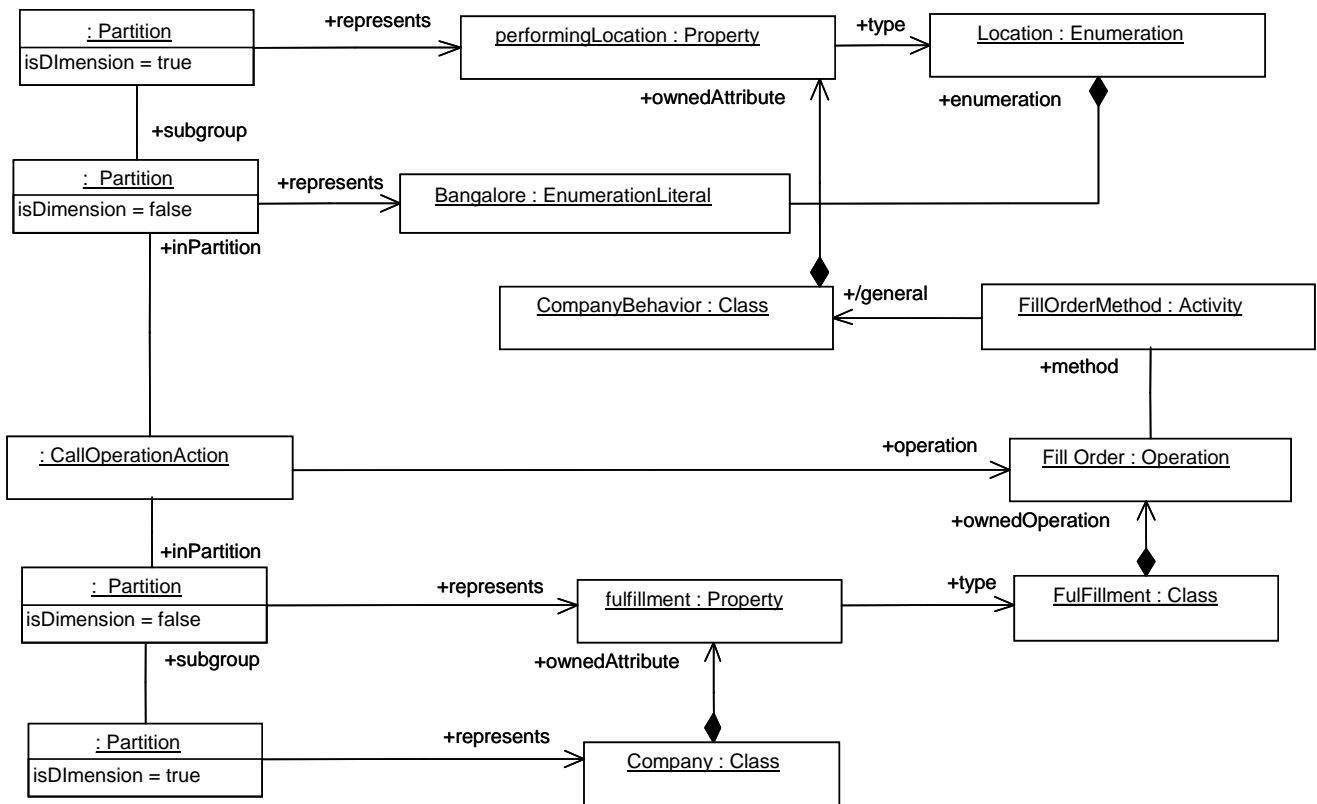 +represents
: Partition
isDImension = true
performingLocation : Property
+type
Location : Enumeration
+ownedAttribute
+enumeration
+subgroup
: Partition
isDimension = false
+represents
Bangalore : EnumerationLiteral
+inPartition
CompanyBehavior : Class
+/general
FillOrderMethod : Activity
+method
: CallOperationAction
+operation
Fill Order : Operation
+ownedOperation
+inPartition
: Partition
isDimension = false
+represents
fulfillment : Property
+type
FulFillment : Class
+subgroup
+ownedAttribute
: Partition
isDImension = true
+represents
Company : Class